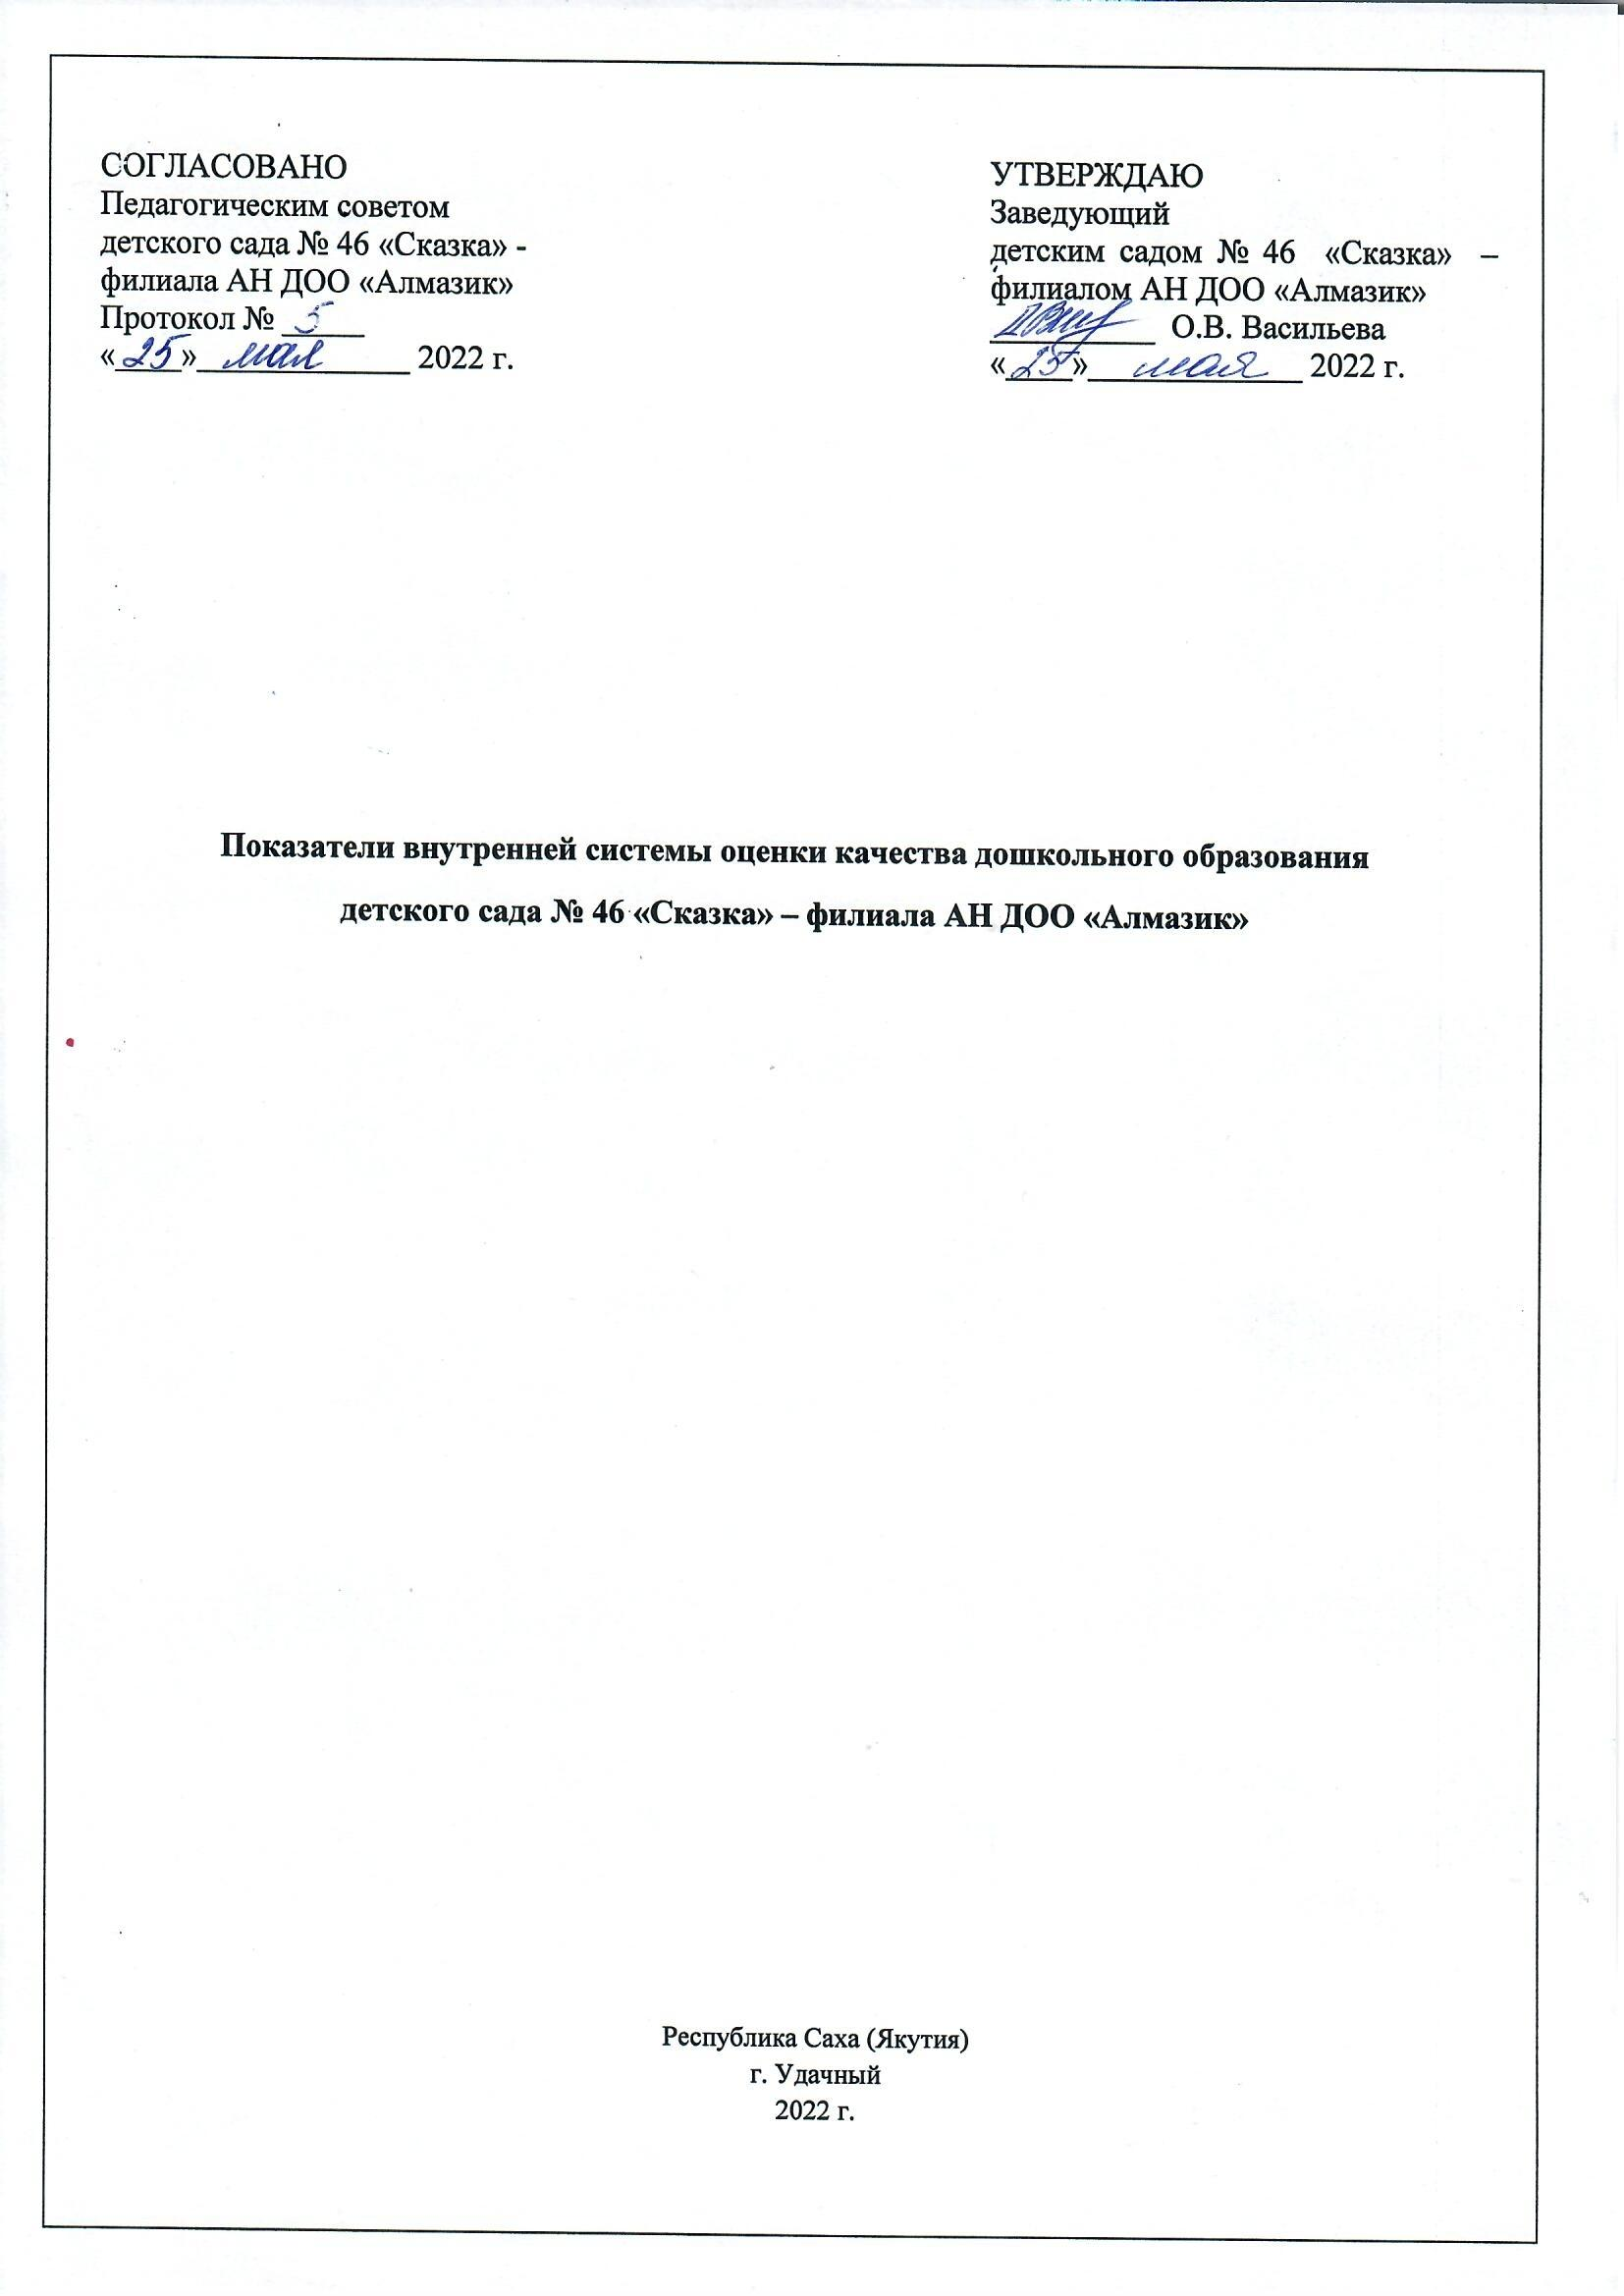 СОГЛАСОВАНО
Педагогическим советом
детского сада № 46 «Сказка» -
филиала АН ДОО «Алмазик»
Протокол № 5
«25» мая 2022 г.
УТВЕРЖДАЮ
Заведующий
детским садом № 46 «Сказка» –
филиалом АН ДОО «Алмазик»
О.В. Васильева
«25» мая 2022 г.
Показатели внутренней системы оценки качества дошкольного образования
детского сада № 46 «Сказка» – филиала АН ДОО «Алмазик»
Республика Саха (Якутия)
г. Удачный
2022 г.